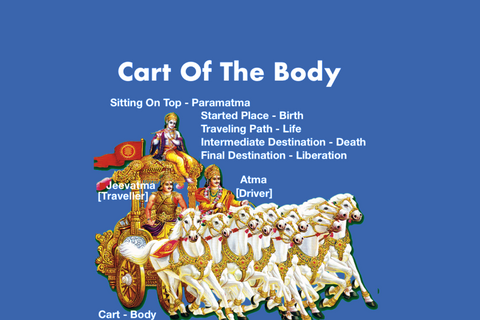 Cart Of The Body
Sitting On Top - Paramatma
Started Place - Birth
Traveling Path - Life
Intermediate Destination - Death
Final Destination - Liberation
Jeevatma
[Traveller]
Atma
[Driver]
Cart - Body